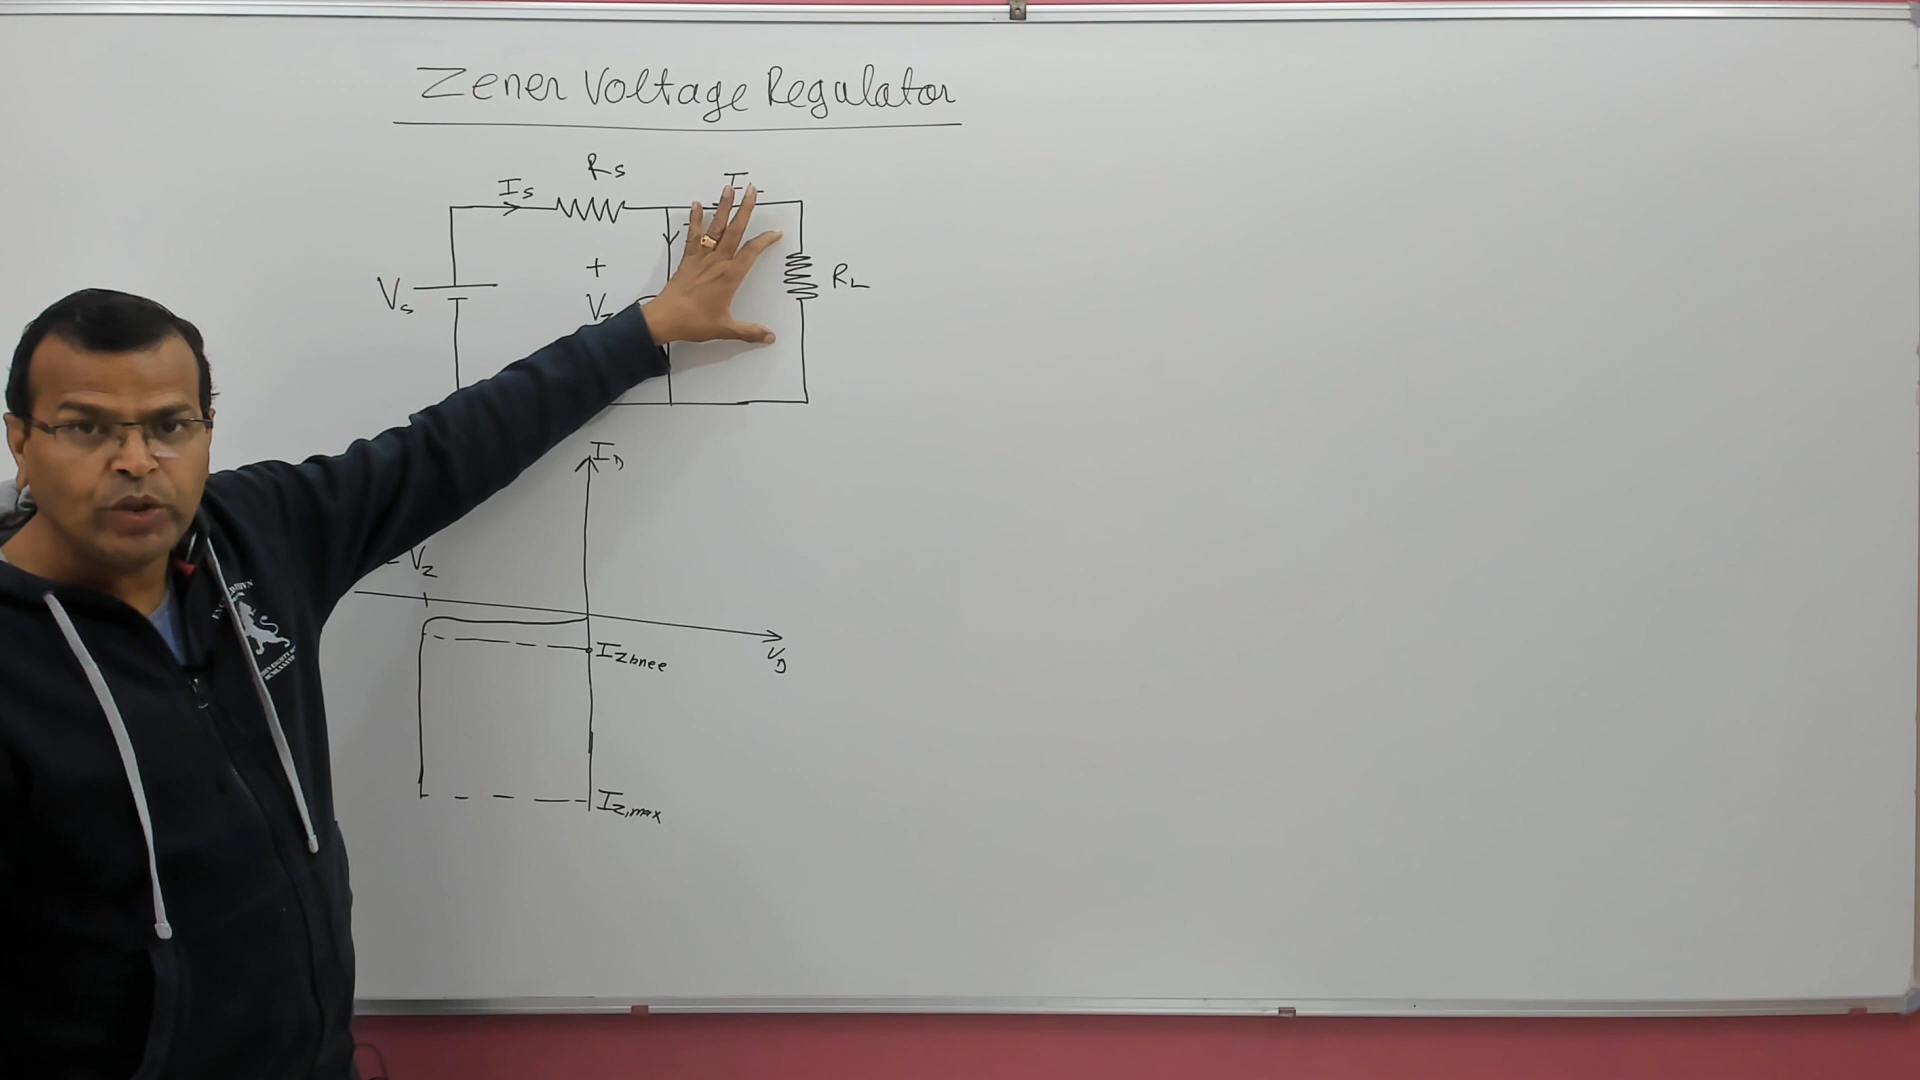 Zener Voltage Regulator
Rs
Is
Vs
+
RL
ID
- Vz
Izknee
VD
Iz,max